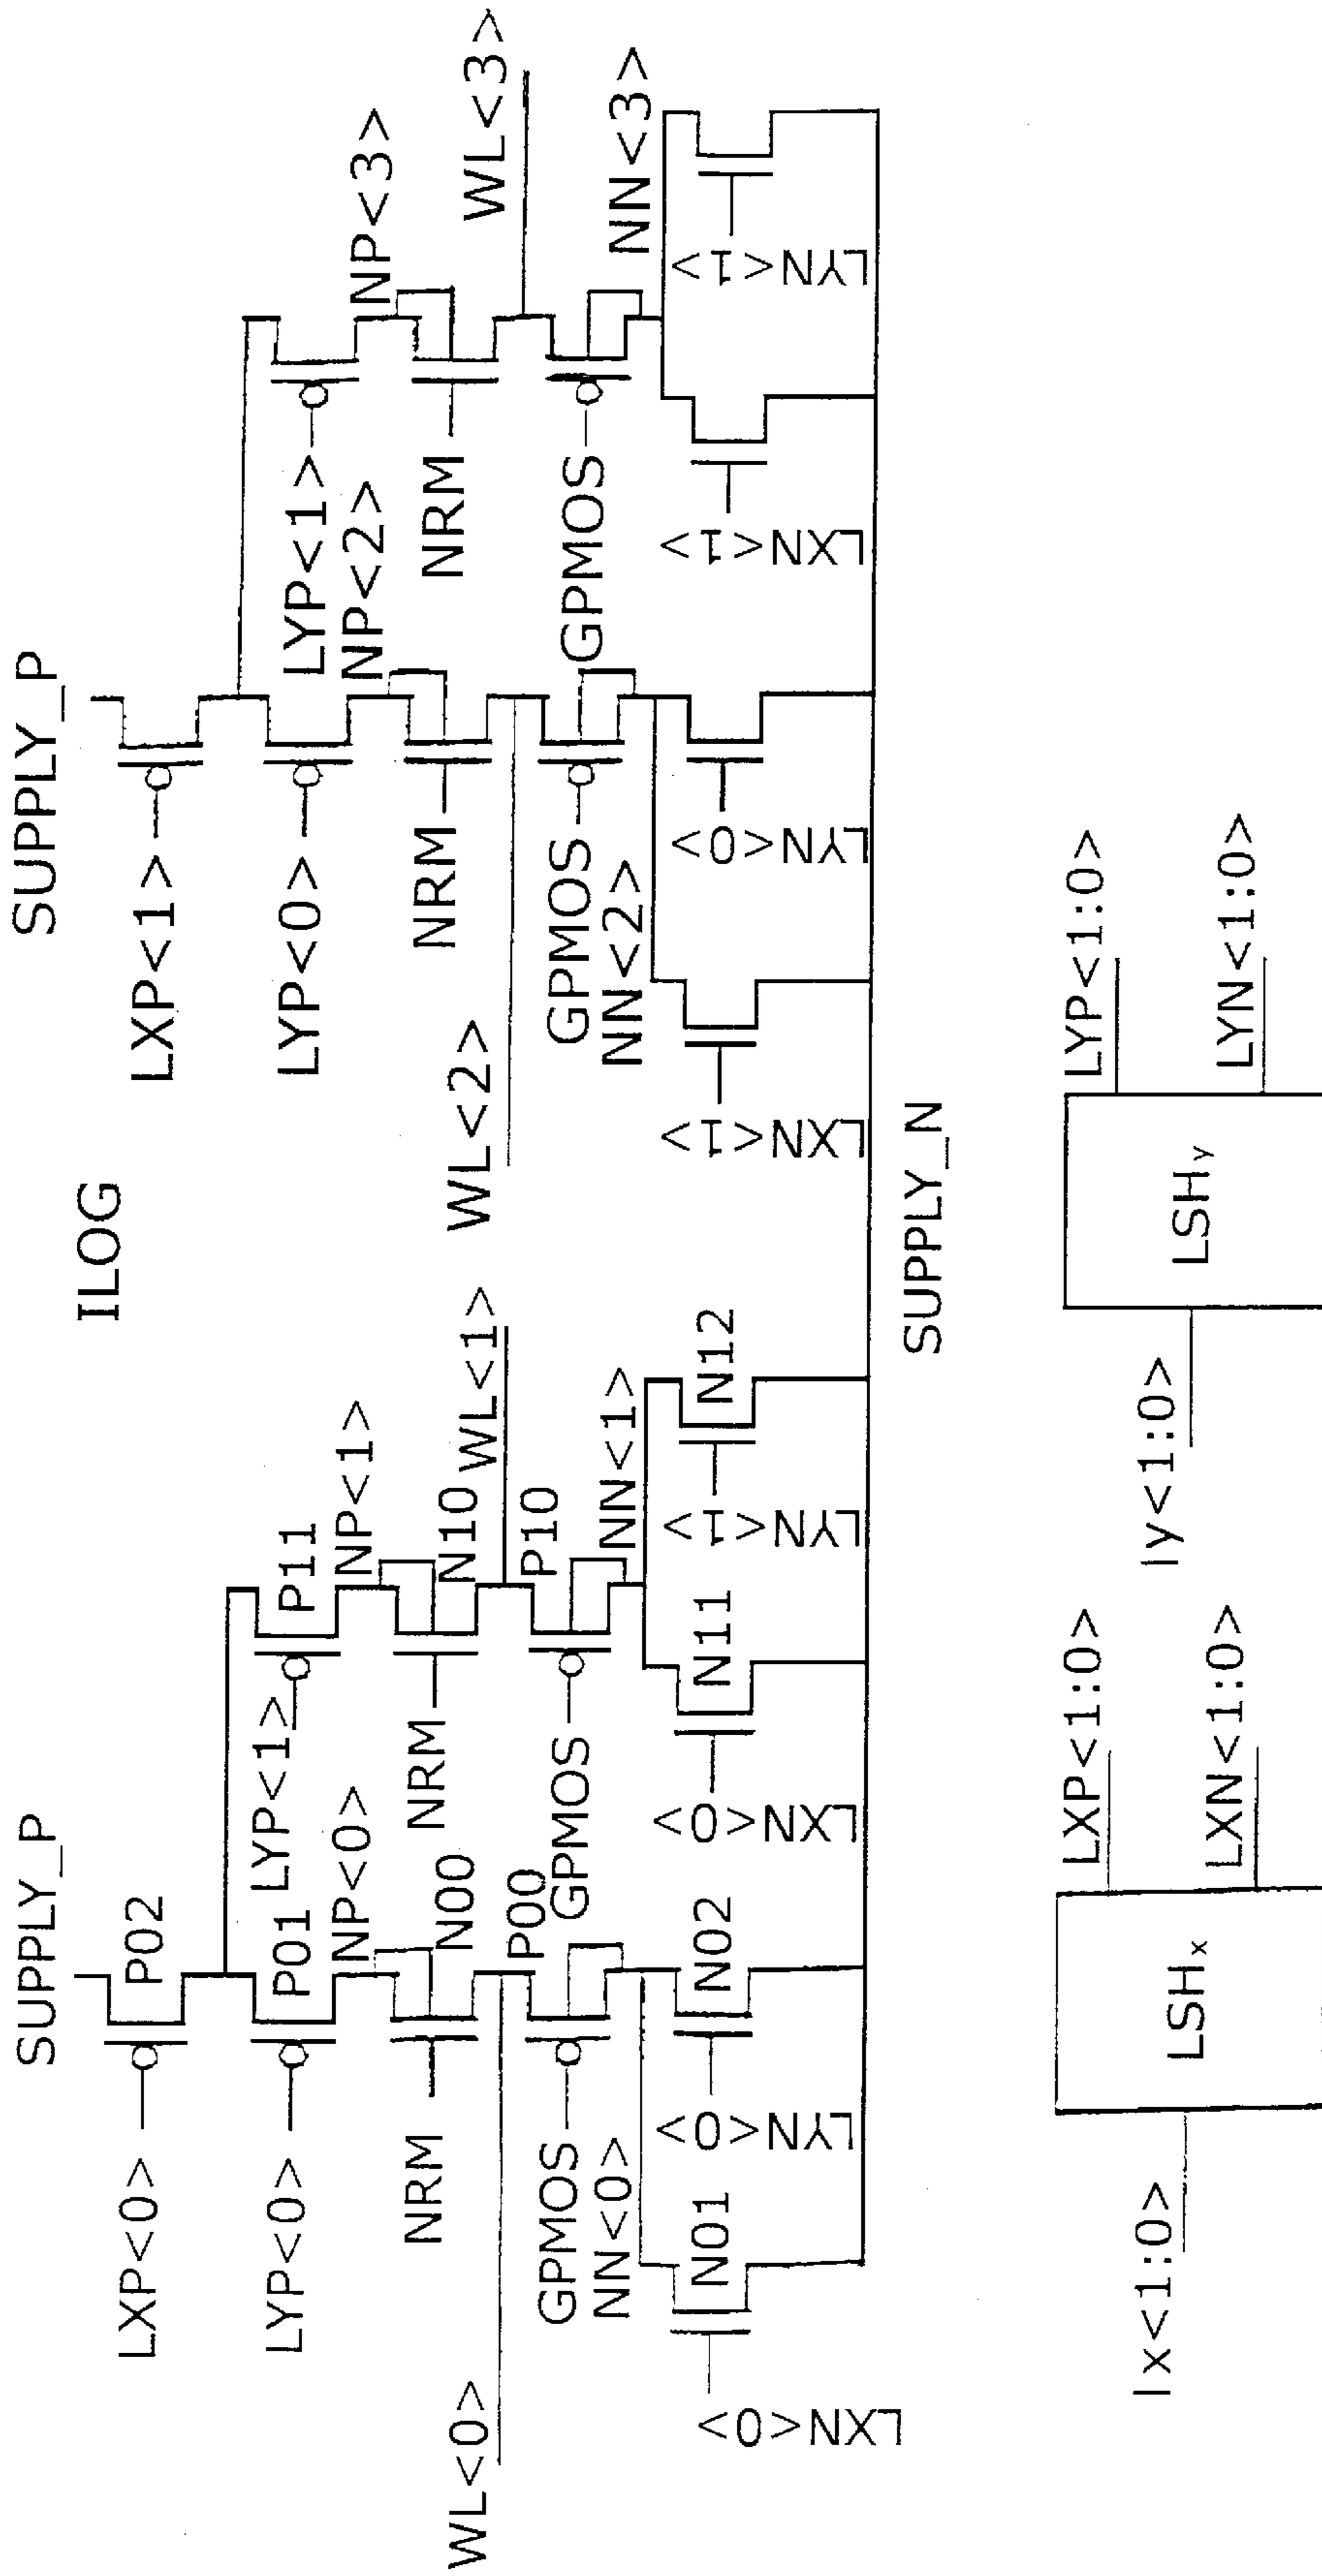 ILOG
SUPPLY_P
SUPPLY_P
LXP<0>
P02
LXP<1>
LYP<0>
P01
LYP<1>
P11
LYP<0>
LYP<1>
NP<0>
NP<1>
NP<2>
NP<3>
NRM
N00
NRM
N10
NRM
NRM
WL<0>
WL<1>
WL<2>
WL<3>
P00
P10
GPMOS
GPMOS
GPMOS
GPMOS
NN<0>
NN<1>
NN<2>
NN<3>
N01
N02
N11
N12
LXN<0>
LYN<0>
LXN<0>
LYN<1>
LXN<1>
LYN<0>
LXN<1>
LYN<1>
SUPPLY_N
Ix<1:0>
LSHx
LXP<1:0>
LXN<1:0>
Iy<1:0>
LSHy
LYP<1:0>
LYN<1:0>